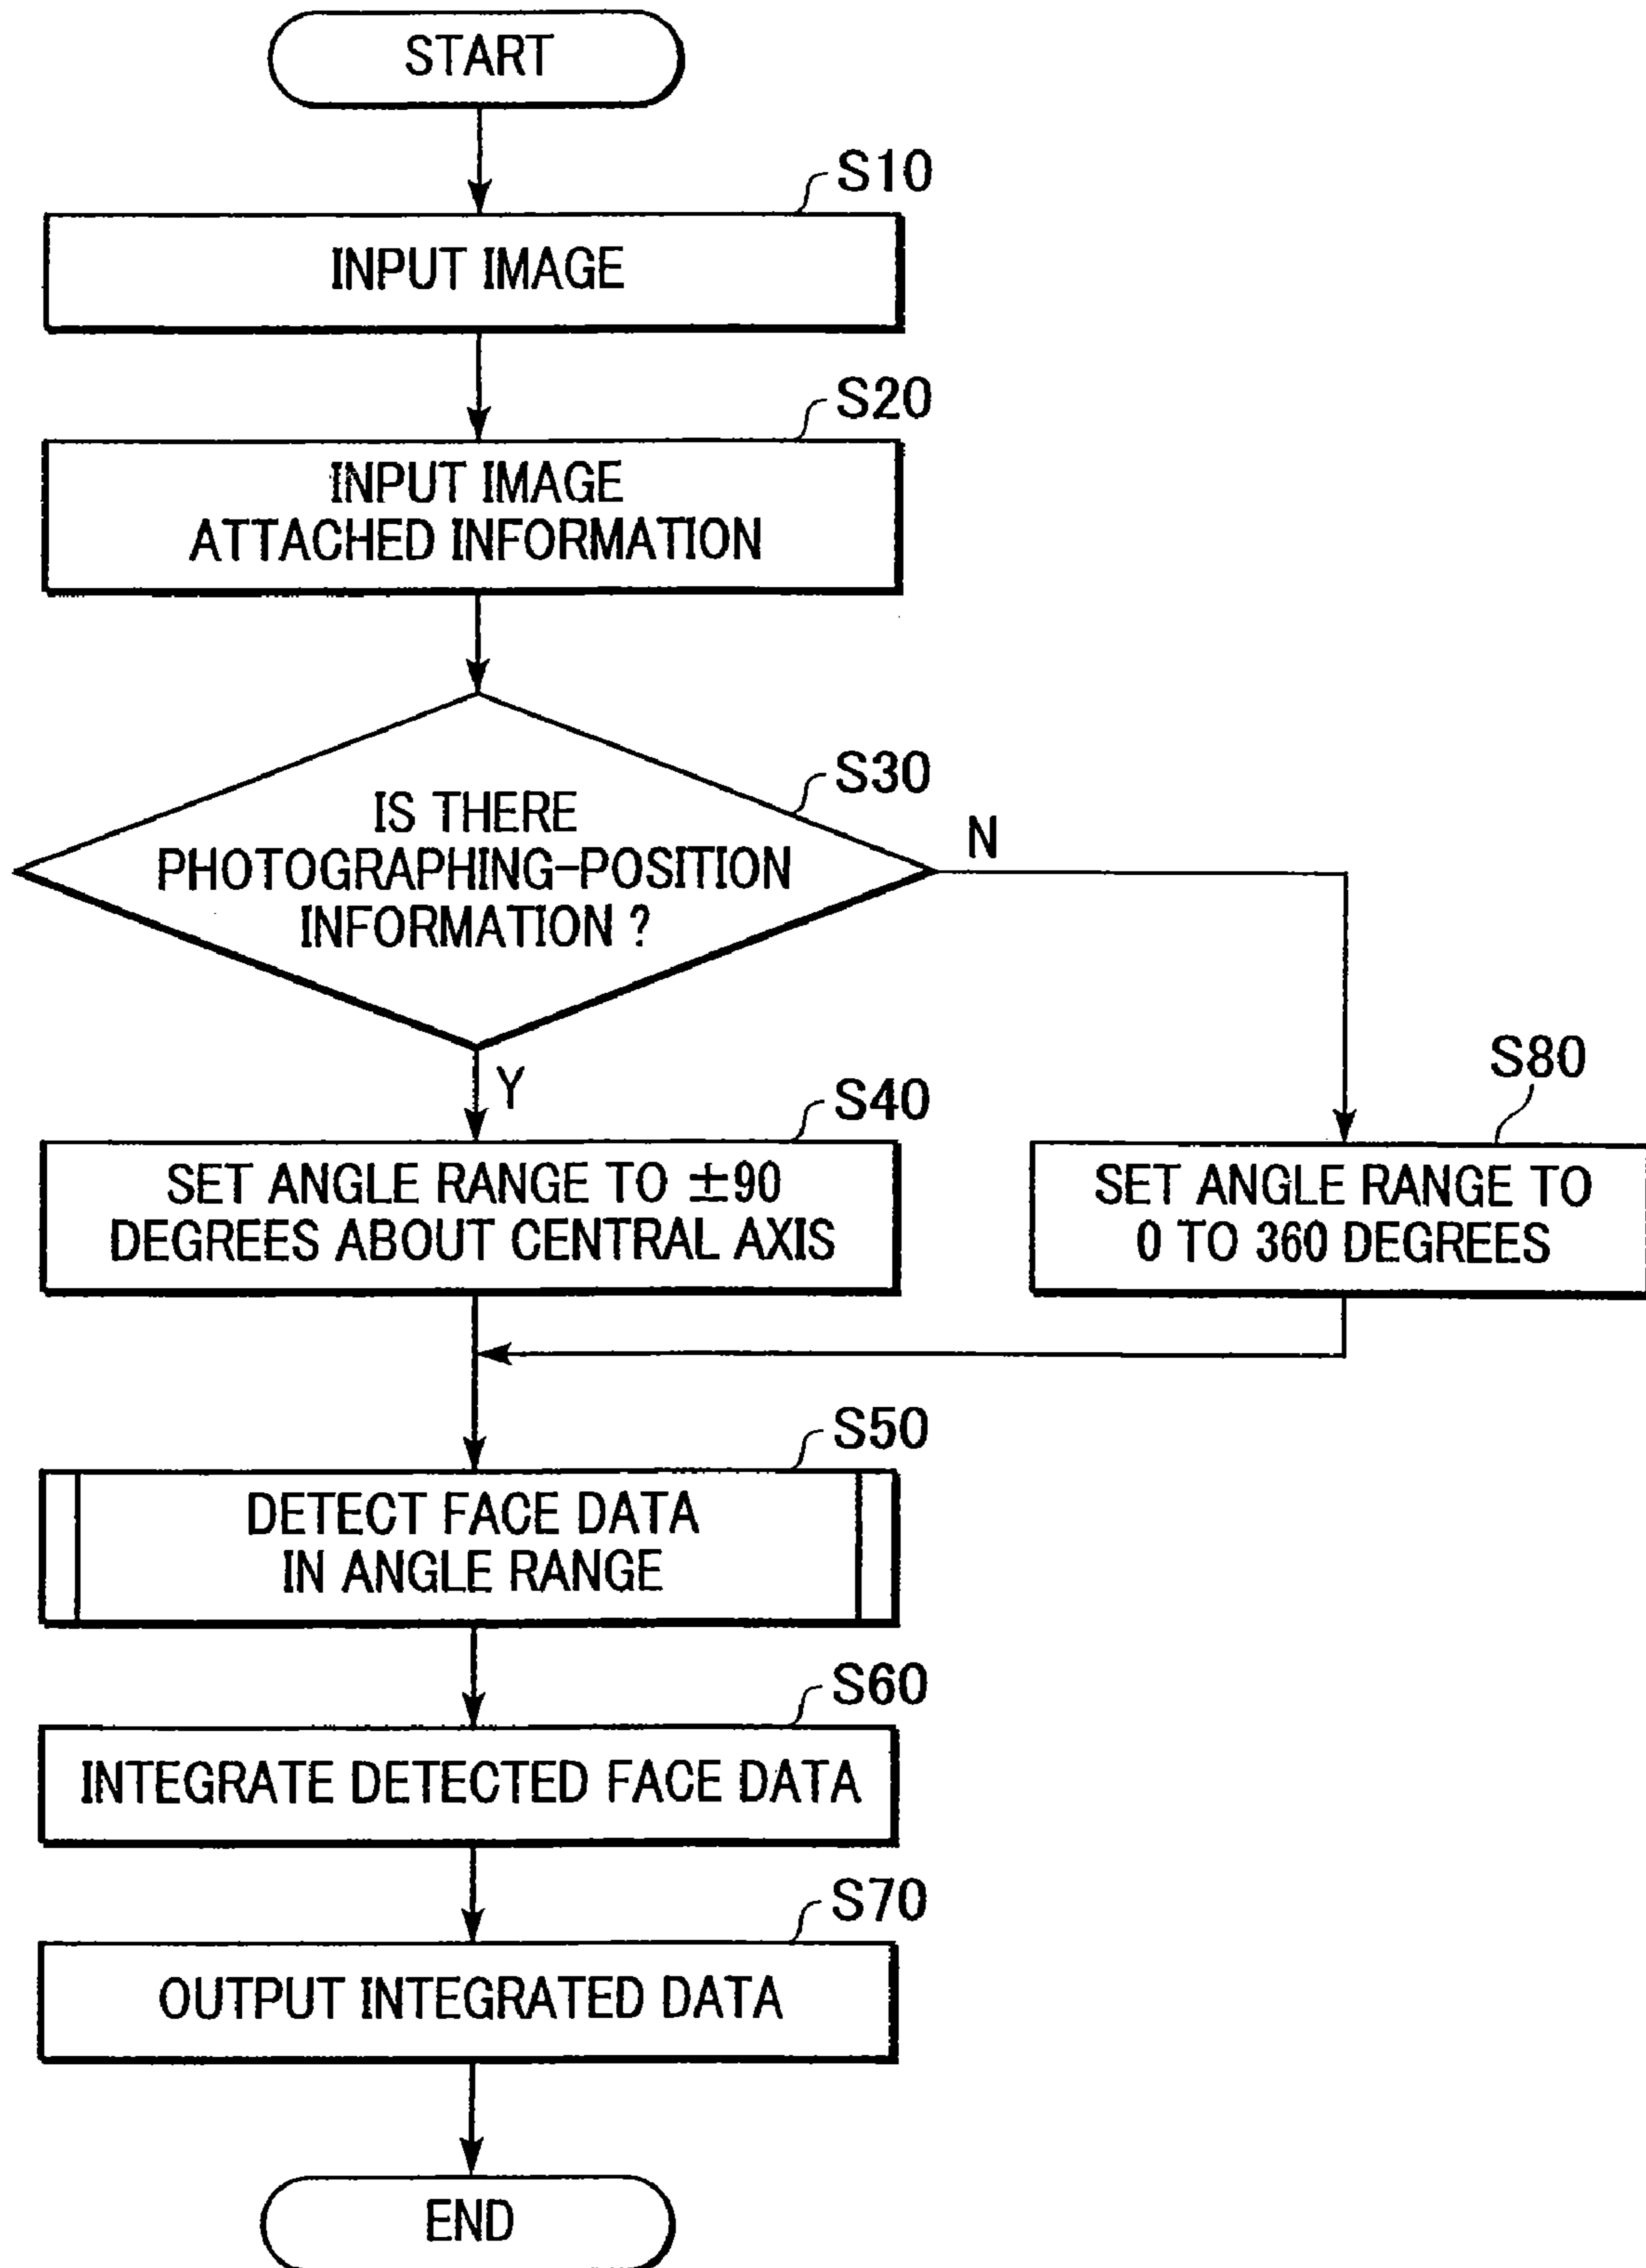 START
S10
INPUT IMAGE
S20
INPUT IMAGE
ATTACHED INFORMATION
S30
IS THERE
PHOTOGRAPHING-POSITION
INFORMATION ?
N
Y
S40
SET ANGLE RANGE TO ±90
DEGREES ABOUT CENTRAL AXIS
S80
SET ANGLE RANGE TO
0 TO 360 DEGREES
S50
DETECT FACE DATA
IN ANGLE RANGE
S60
INTEGRATE DETECTED FACE DATA
S70
OUTPUT INTEGRATED DATA
END